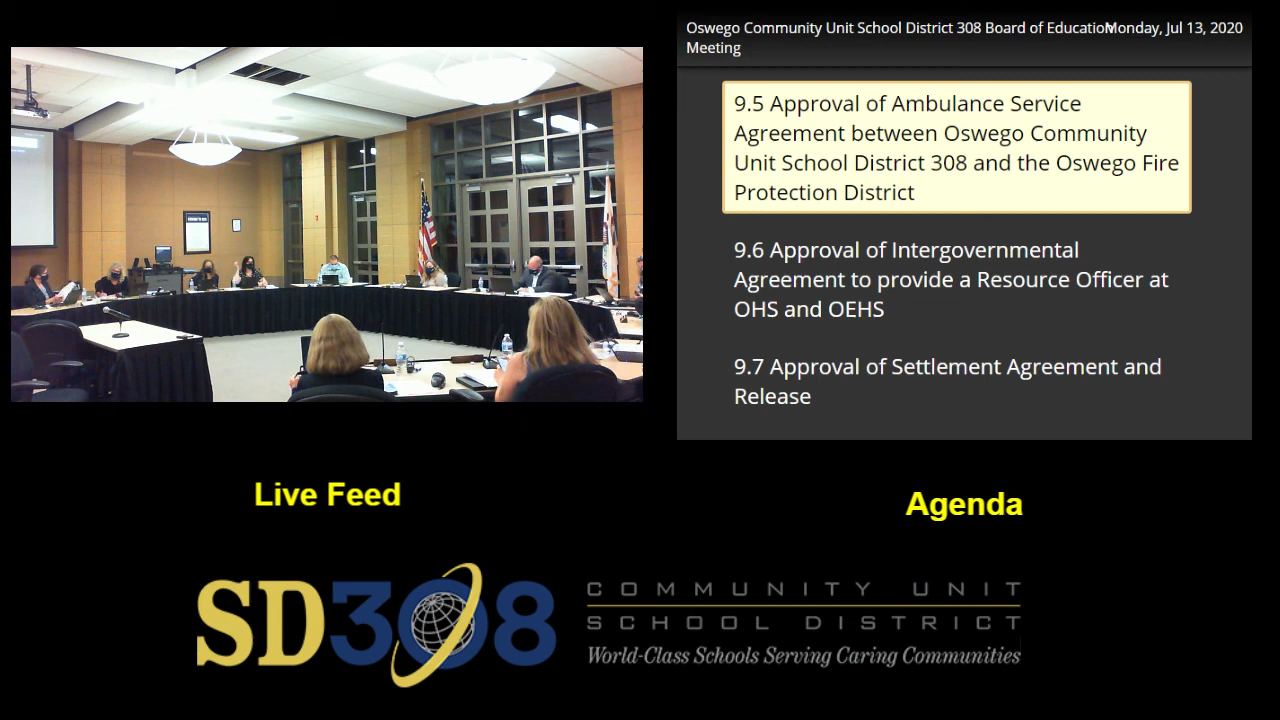 Oswego Community Unit School District 308 Board of Education
Meeting
Monday, Jul 13, 2020
9.5 Approval of Ambulance Service
Agreement between Oswego Community
Unit School District 308 and the Oswego Fire
Protection District
9.6 Approval of Intergovernmental
Agreement to provide a Resource Officer at
OHS and OEHS
9.7 Approval of Settlement Agreement and
Release
Live Feed
Agenda
SD308
COMMUNITY UNIT
SCHOOL DISTRICT
World-Class Schools Serving Caring Communities